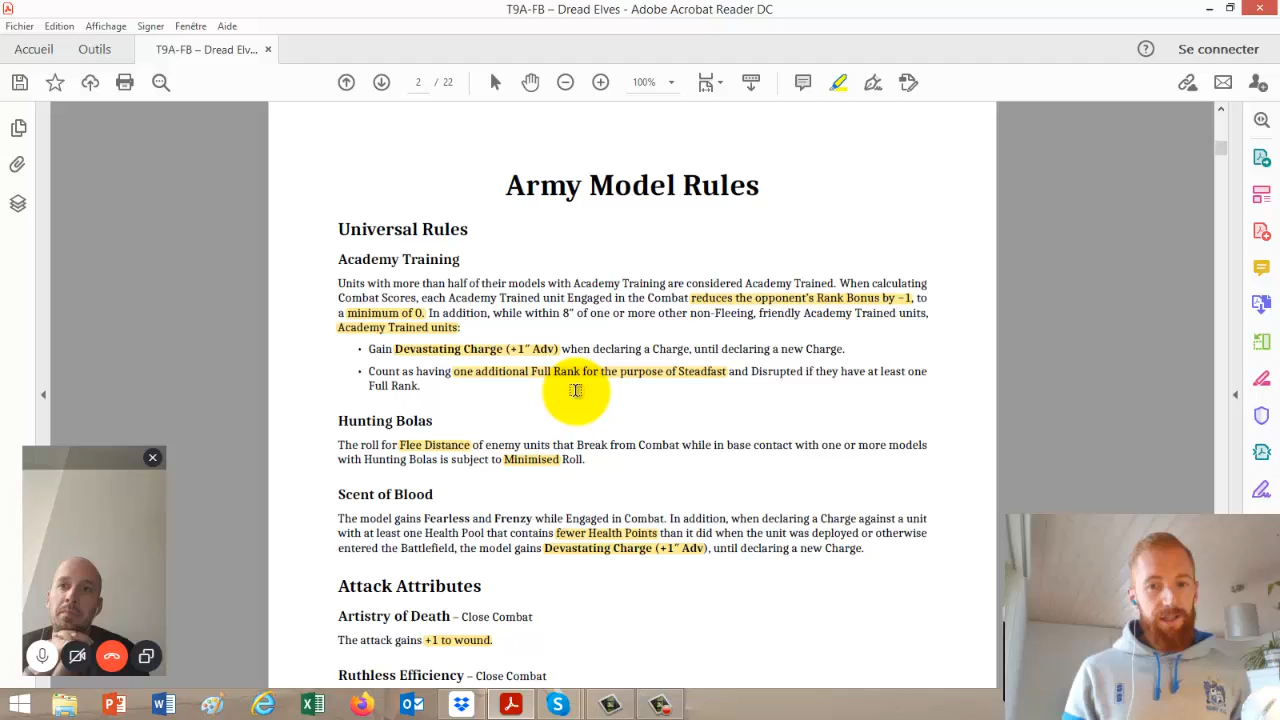 T9A-FB – Dread Elves - Adobe Acrobat Reader DC
Fichier Edition Affichage Signer Fenêtre Aide
Accueil Outils T9A-FB – Dread Elv... Se connecter
2 / 22 100%
Army Model Rules
Universal Rules
Academy Training
Units with more than half of their models with Academy Training are considered Academy Trained. When calculating
Combat Scores, each Academy Trained unit Engaged in the Combat reduces the opponent's Rank Bonus by −1, to
a minimum of 0. In addition, while within 8″ of one or more other non-Fleeing, friendly Academy Trained units,
Academy Trained units:
• Gain Devastating Charge (+1″ Adv) when declaring a Charge, until declaring a new Charge.
• Count as having one additional Full Rank for the purpose of Steadfast and Disrupted if they have at least one
Full Rank.
Hunting Bolas
The roll for Flee Distance of enemy units that Break from Combat while in base contact with one or more models
with Hunting Bolas is subject to Minimised Roll.
Scent of Blood
The model gains Fearless and Frenzy while Engaged in Combat. In addition, when declaring a Charge against a unit
with at least one Health Pool that contains fewer Health Points than it did when the unit was deployed or otherwise
entered the Battlefield, the model gains Devastating Charge (+1″ Adv), until declaring a new Charge.
Attack Attributes
Artistry of Death – Close Combat
The attack gains +1 to wound.
Ruthless Efficiency – Close Combat